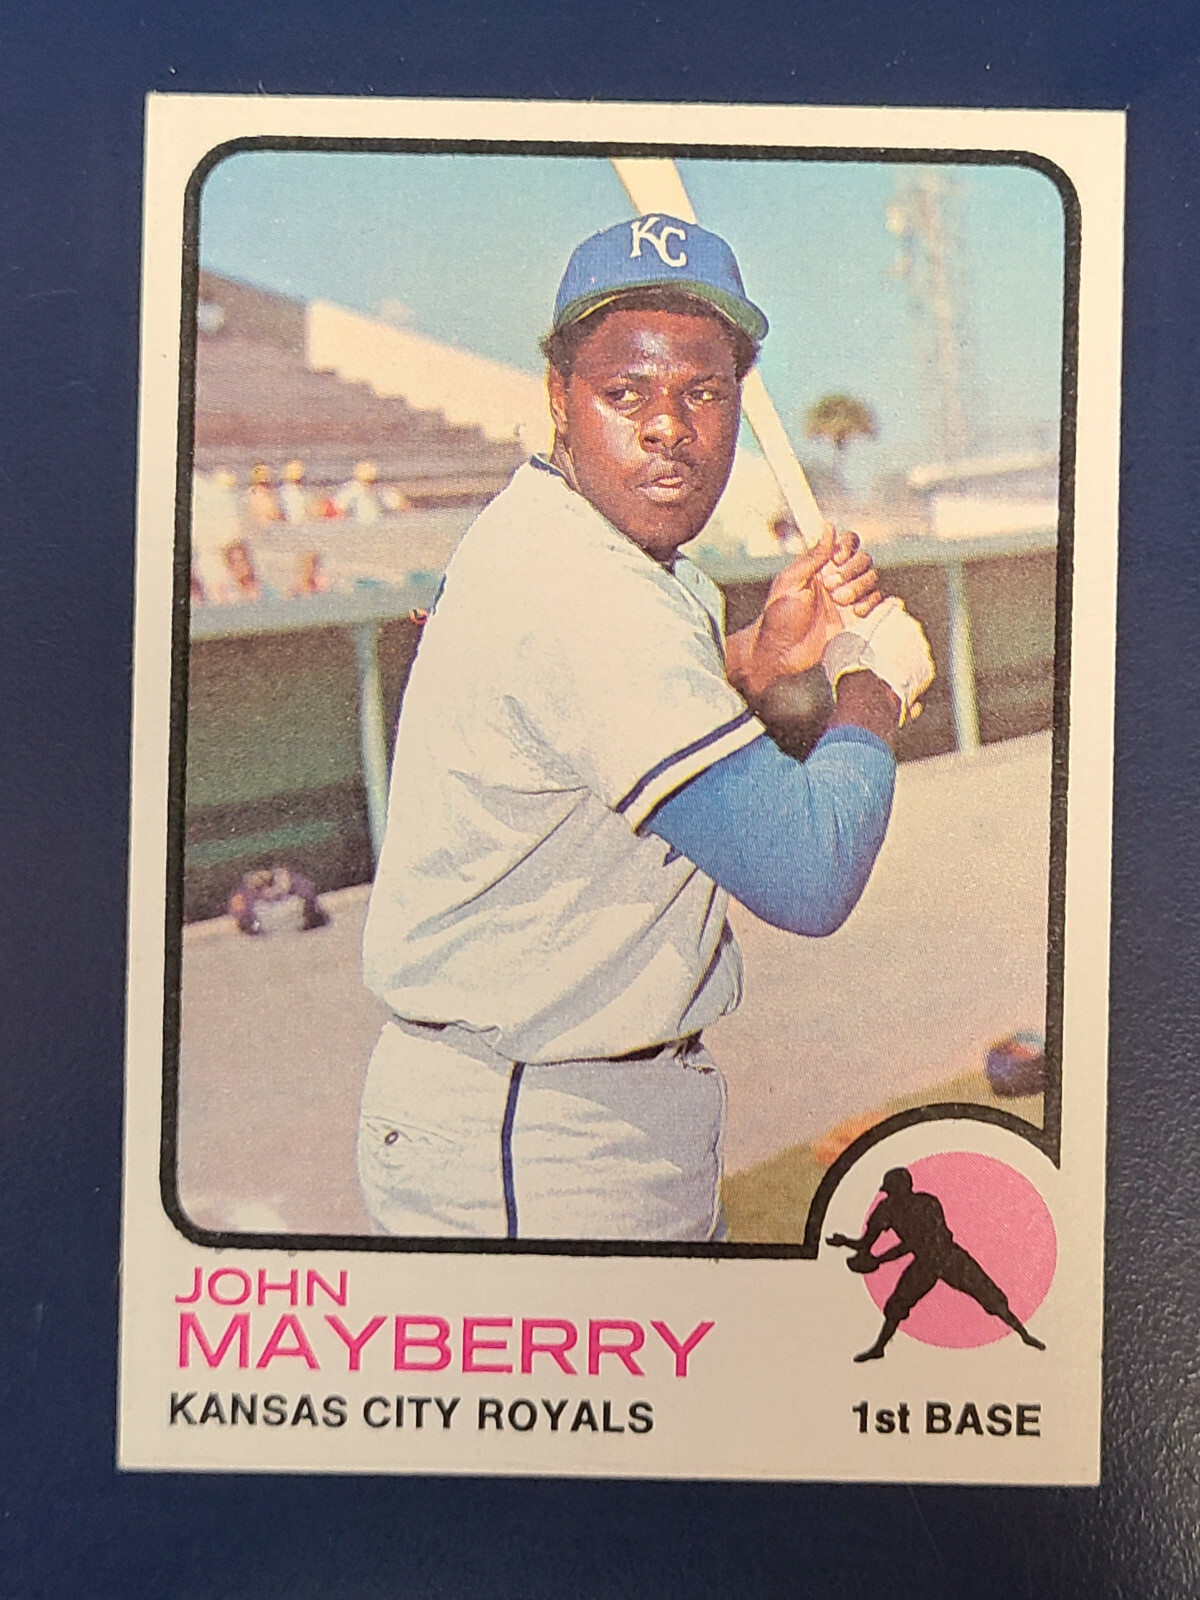 KC
JOHN
MAYBERRY
KANSAS CITY ROYALS
1st BASE